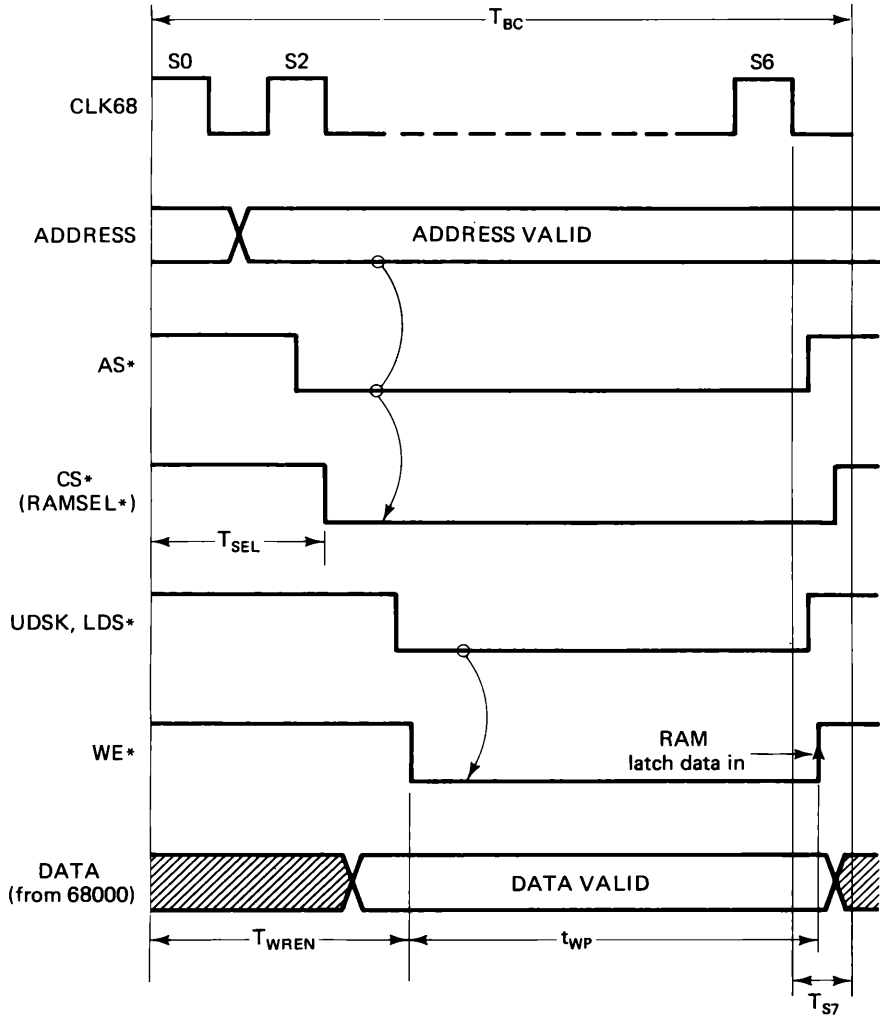 T_BC
S0 S2 S6
CLK68
ADDRESS
ADDRESS VALID
AS*
CS*
(RAMSEL*)
T_SEL
UDSK, LDS*
WE*
RAM
latch data in
DATA
(from 68000)
DATA VALID
T_WREN
t_WP
T_S7